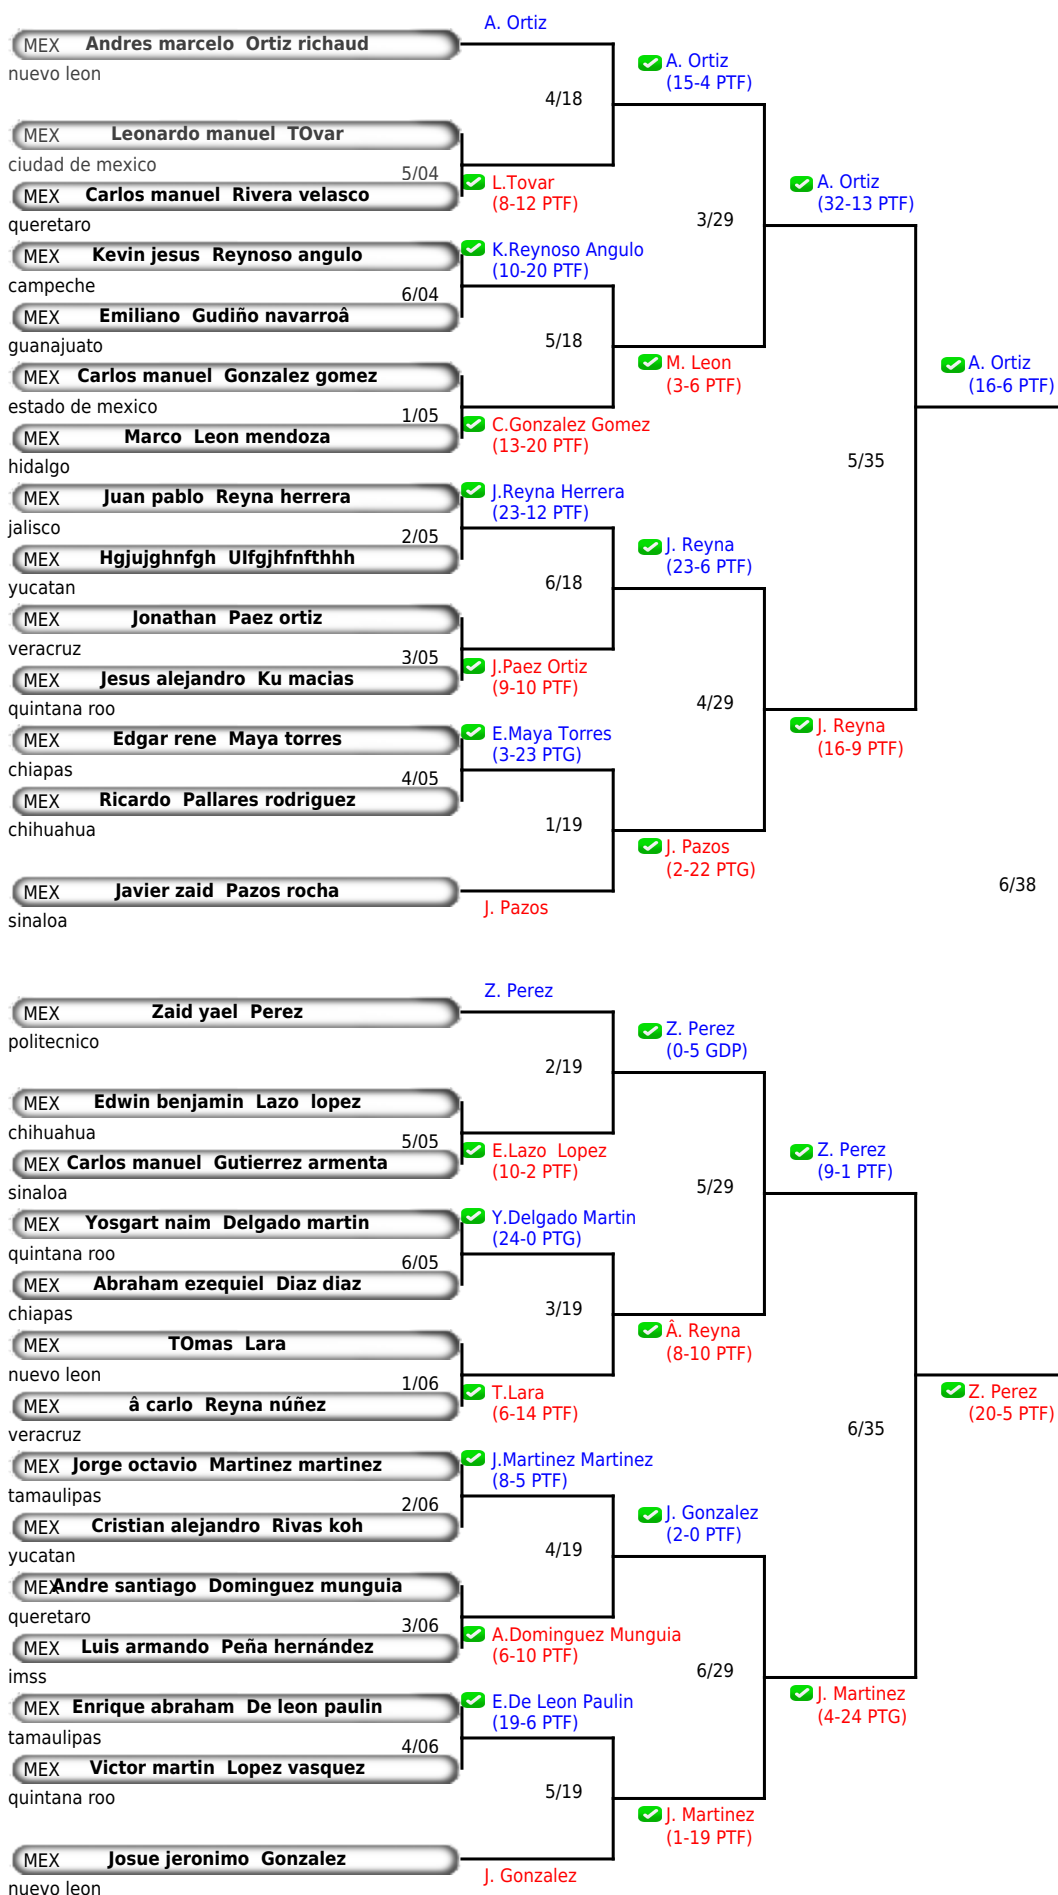 A. Ortiz
MEX Andres marcelo Ortiz richaud
nuevo leon
A. Ortiz
(15-4 PTF)
4/18
MEX Leonardo manuel TOvar
ciudad de mexico
5/04
L.Tovar
(8-12 PTF)
MEX Carlos manuel Rivera velasco
queretaro
A. Ortiz
(32-13 PTF)
3/29
MEX Kevin jesus Reynoso angulo
campeche
K.Reynoso Angulo
(10-20 PTF)
6/04
MEX Emiliano Gudiño navarroâ
guanajuato
5/18
M. Leon
(3-6 PTF)
A. Ortiz
(16-6 PTF)
MEX Carlos manuel Gonzalez gomez
estado de mexico
1/05
C.Gonzalez Gomez
(13-20 PTF)
MEX Marco Leon mendoza
hidalgo
5/35
MEX Juan pablo Reyna herrera
jalisco
J.Reyna Herrera
(23-12 PTF)
2/05
J. Reyna
(23-6 PTF)
MEX Hgjujghnfgh Ulfgjhfnfthhh
yucatan
6/18
MEX Jonathan Paez ortiz
veracruz
3/05
J.Paez Ortiz
(9-10 PTF)
MEX Jesus alejandro Ku macias
quintana roo
4/29
J. Reyna
(16-9 PTF)
MEX Edgar rene Maya torres
chiapas
E.Maya Torres
(3-23 PTG)
4/05
MEX Ricardo Pallares rodriguez
chihuahua
1/19
J. Pazos
(2-22 PTG)
MEX Javier zaid Pazos rocha
sinaloa
J. Pazos
6/38
Z. Perez
MEX Zaid yael Perez
politecnico
Z. Perez
(0-5 GDP)
2/19
MEX Edwin benjamin Lazo lopez
chihuahua
5/05
E.Lazo Lopez
(10-2 PTF)
MEX Carlos manuel Gutierrez armenta
sinaloa
Z. Perez
(9-1 PTF)
5/29
MEX Yosgart naim Delgado martin
quintana roo
Y.Delgado Martin
(24-0 PTG)
6/05
MEX Abraham ezequiel Diaz diaz
chiapas
3/19
Â. Reyna
(8-10 PTF)
MEX TOmas Lara
nuevo leon
1/06
T.Lara
(6-14 PTF)
MEX â carlo Reyna núñez
veracruz
Z. Perez
(20-5 PTF)
6/35
MEX Jorge octavio Martinez martinez
tamaulipas
J.Martinez Martinez
(8-5 PTF)
2/06
J. Gonzalez
(2-0 PTF)
MEX Cristian alejandro Rivas koh
yucatan
4/19
MEX Andre santiago Dominguez munguia
queretaro
3/06
A.Dominguez Munguia
(6-10 PTF)
MEX Luis armando Peña hernández
imss
6/29
J. Martinez
(4-24 PTG)
MEX Enrique abraham De leon paulin
tamaulipas
E.De Leon Paulin
(19-6 PTF)
4/06
MEX Victor martin Lopez vasquez
quintana roo
5/19
J. Martinez
(1-19 PTF)
MEX Josue jeronimo Gonzalez
nuevo leon
J. Gonzalez